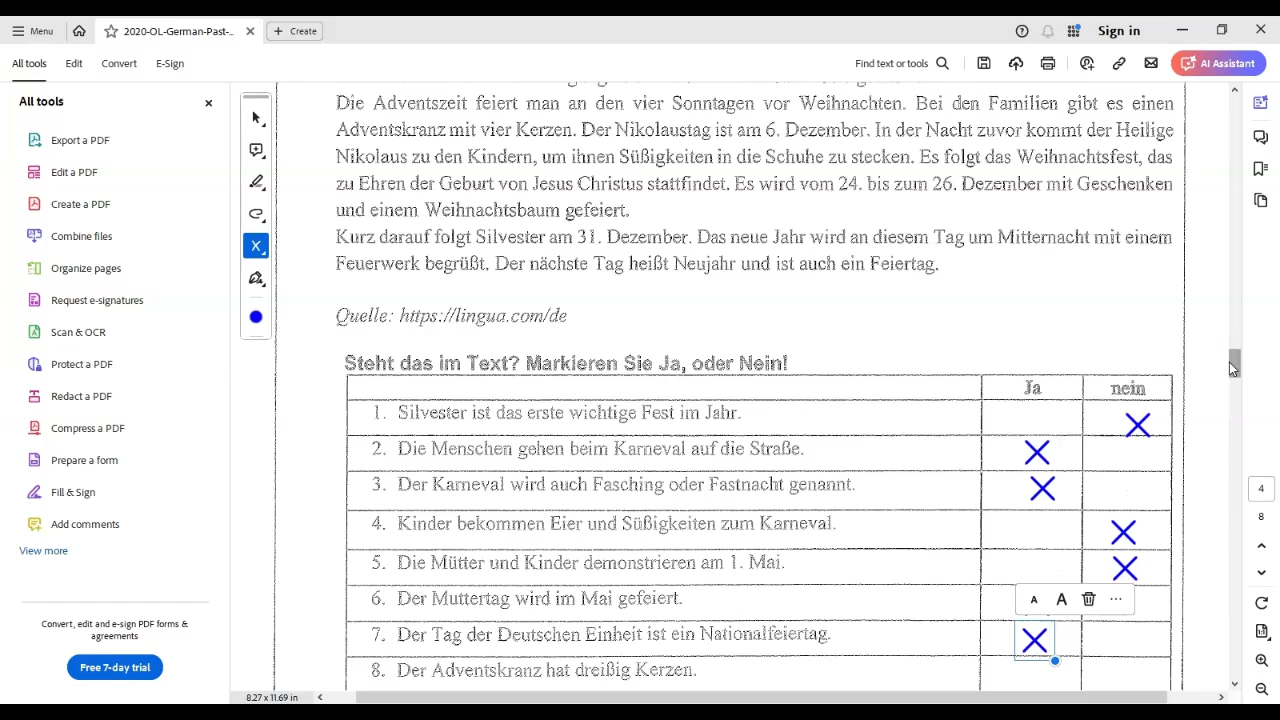 Menu
2020-OL-German-Past-...
Create
Sign in
All tools
Edit
Convert
E-Sign
Find text or tools
AI Assistant
All tools
Export a PDF
Edit a PDF
Create a PDF
Combine files
Organize pages
Request e-signatures
Scan & OCR
Protect a PDF
Redact a PDF
Compress a PDF
Prepare a form
Fill & Sign
Add comments
View more
Convert, edit and e-sign PDF forms &
agreements
Free 7-day trial
Die Adventszeit feiert man an den vier Sonntagen vor Weihnachten. Bei den Familien gibt es einen
Adventskranz mit vier Kerzen. Der Nikolaustag ist am 6. Dezember. In der Nacht zuvor kommt der Heilige
Nikolaus zu den Kindern, um ihnen Süßigkeiten in die Schuhe zu stecken. Es folgt das Weihnachtsfest, das
zu Ehren der Geburt von Jesus Christus stattfindet. Es wird vom 24. bis zum 26. Dezember mit Geschenken
und einem Weihnachtsbaum gefeiert.
Kurz darauf folgt Silvester am 31. Dezember. Das neue Jahr wird an diesem Tag um Mitternacht mit einem
Feuerwerk begrüßt. Der nächste Tag heißt Neujahr und ist auch ein Feiertag.
Quelle: https://lingua.com/de
Steht das im Text? Markieren Sie Ja, oder Nein!
Ja nein
1. Silvester ist das erste wichtige Fest im Jahr. X
2. Die Menschen gehen beim Karneval auf die Straße. X
3. Der Karneval wird auch Fasching oder Fastnacht genannt. X
4. Kinder bekommen Eier und Süßigkeiten zum Karneval. X
5. Die Mütter und Kinder demonstrieren am 1. Mai. X
6. Der Muttertag wird im Mai gefeiert.
A A ...
7. Der Tag der Deutschen Einheit ist ein Nationalfeiertag. X
8. Der Adventskranz hat dreißig Kerzen.
8.27 x 11.69 in
4
8